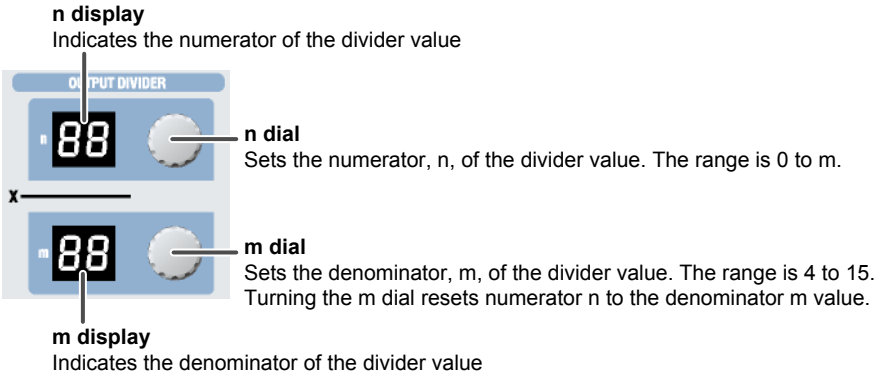 n display
Indicates the numerator of the divider value
OUTPUT DIVIDER
n
88
n dial
Sets the numerator, n, of the divider value. The range is 0 to m.
X
m
88
m dial
Sets the denominator, m, of the divider value. The range is 4 to 15.
Turning the m dial resets numerator n to the denominator m value.
m display
Indicates the denominator of the divider value